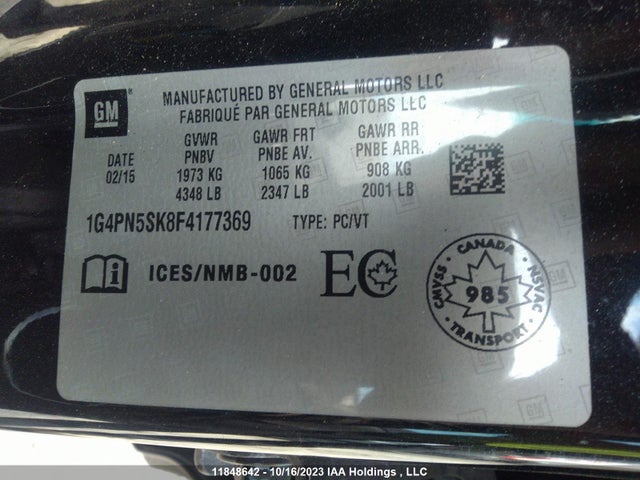 GM
MANUFACTURED BY GENERAL MOTORS LLC
FABRIQUÉ PAR GENERAL MOTORS LLC
GVWR GAWR FRT GAWR RR
DATE PNBV PNBE AV. PNBE ARR.
02/15 1973 KG 1065 KG 908 KG
4348 LB 2347 LB 2001 LB
1G4PN5SK8F4177369 TYPE: PC/VT
ICES/NMB-002 EC
CANADA
CMVSS 985 NSVAC
TRANSPORT
GM
11848642 - 10/16/2023 IAA Holdings , LLC